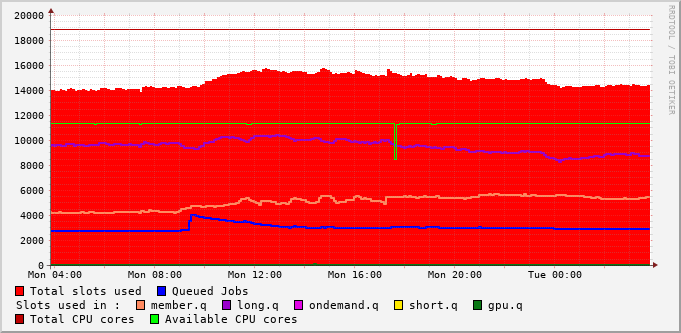 RRDTOOL / TOBI OETIKER
20000
18000
16000
14000
12000
10000
8000
6000
4000
2000
0
Mon 04:00 Mon 08:00 Mon 12:00 Mon 16:00 Mon 20:00 Tue 00:00
Total slots used Queued Jobs
Slots used in : member.q long.q ondemand.q short.q gpu.q
Total CPU cores Available CPU cores